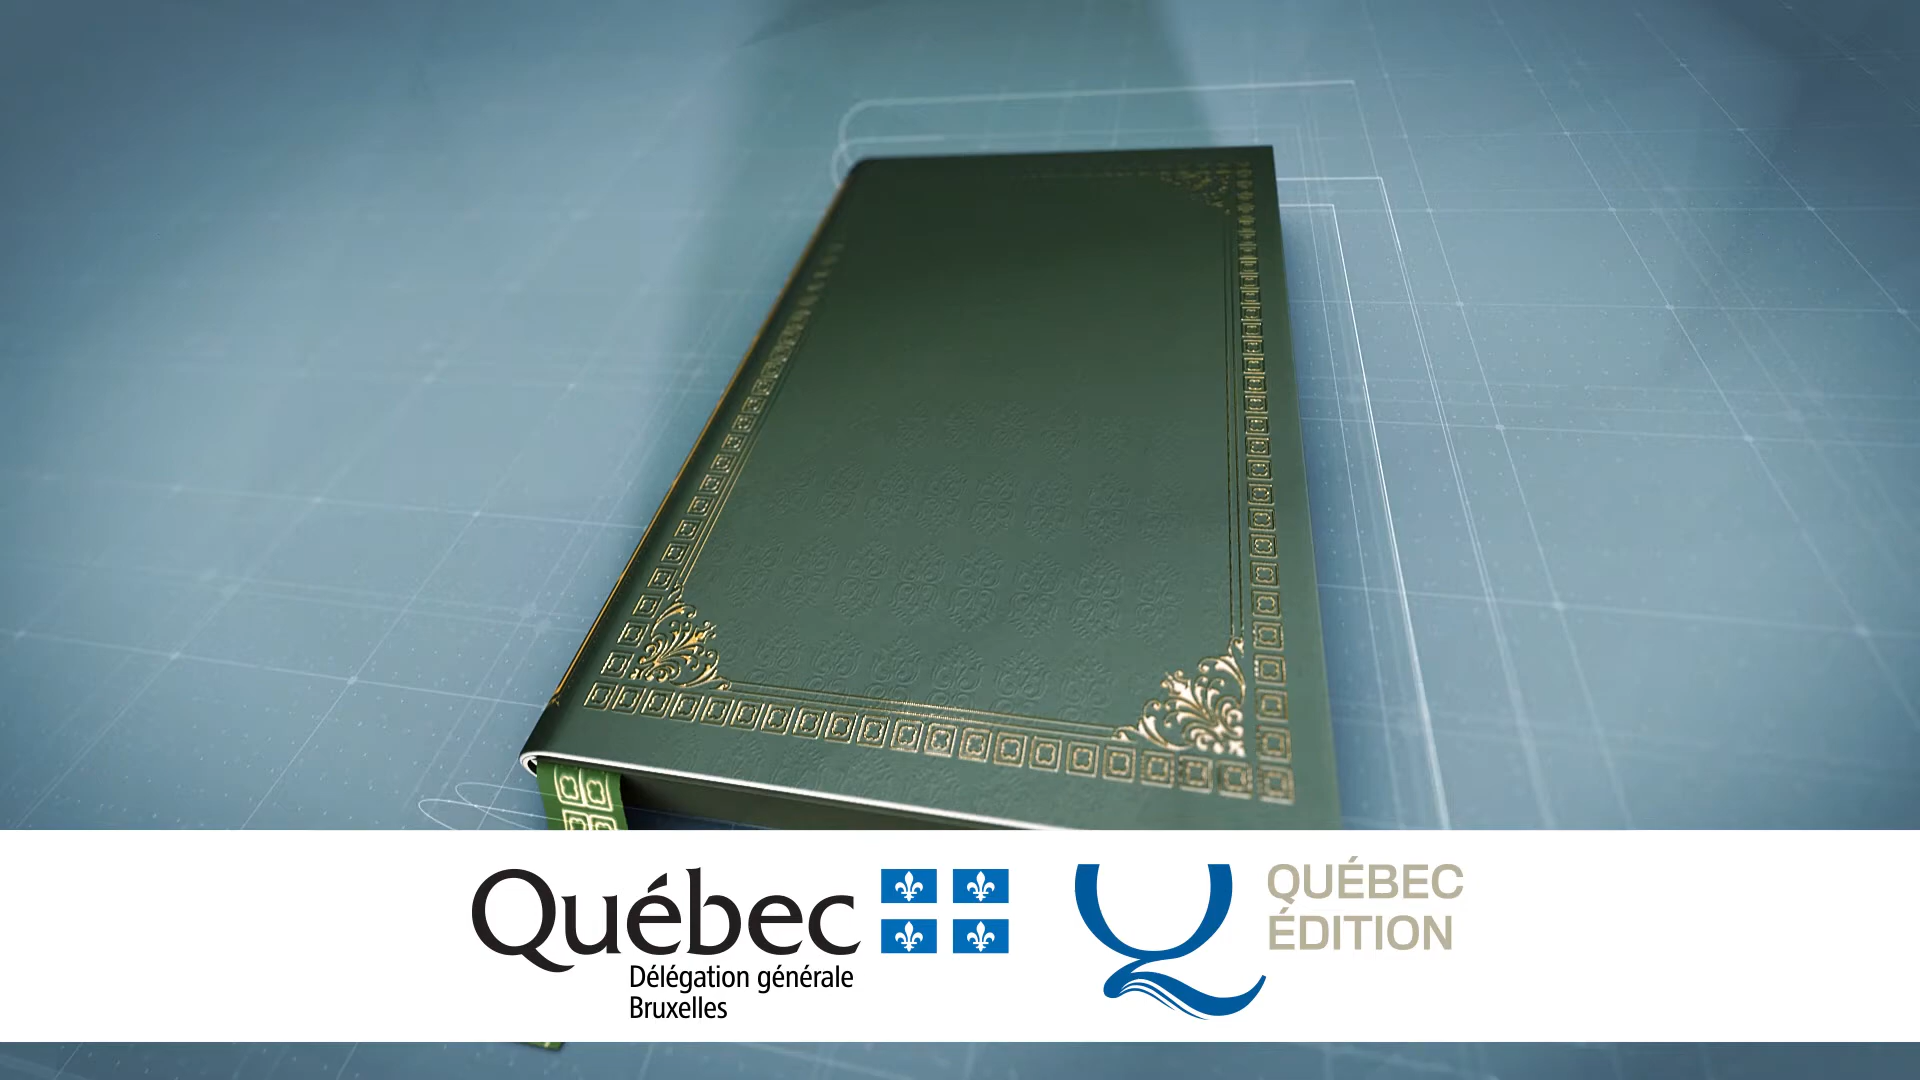 Québec
Délégation générale
Bruxelles
QUÉBEC
ÉDITION